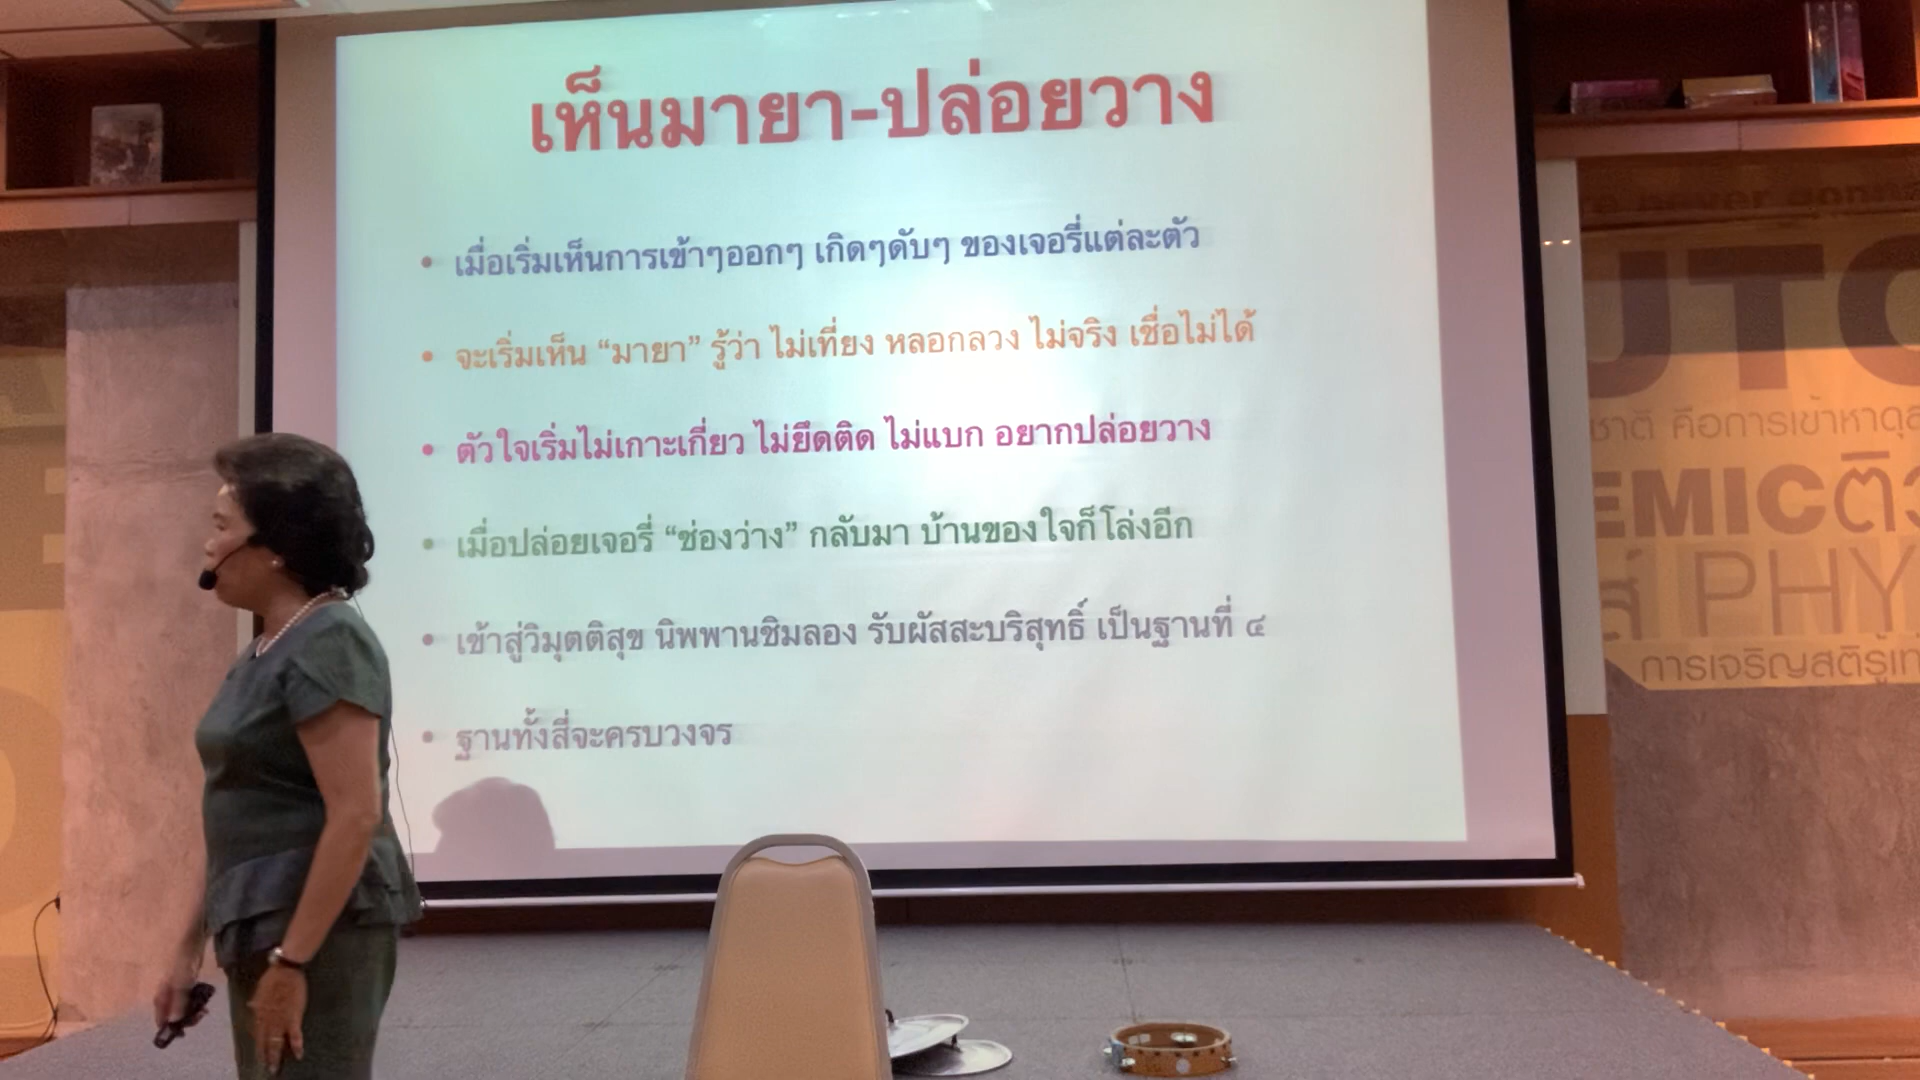 เห็นมายา-ปล่อยวาง
• เมื่อเริ่มเห็นการเข้าๆออกๆ เกิดๆดับๆ ของเจอรี่แต่ละตัว
• จะเริ่มเห็น “มายา” รู้ว่า ไม่เที่ยง หลอกลวง ไม่จริง เชื่อไม่ได้
• ตัวใจเริ่มไม่เกาะเกี่ยว ไม่ยึดติด ไม่แบก อยากปล่อยวาง
• เมื่อปล่อยเจอรี่ “ช่องว่าง” กลับมา บ้านของใจก็โล่งอีก
• เข้าสู่วิมุตติสุข นิพพานชิมลอง รับผัสสะบริสุทธิ์ เป็นฐานที่ ๔
• ฐานทั้งสี่จะครบวงจร
UTO
ชาติ คือการเข้าหาดุล
EMICติว
ส์ PHY
การเจริญสติรู้เท่